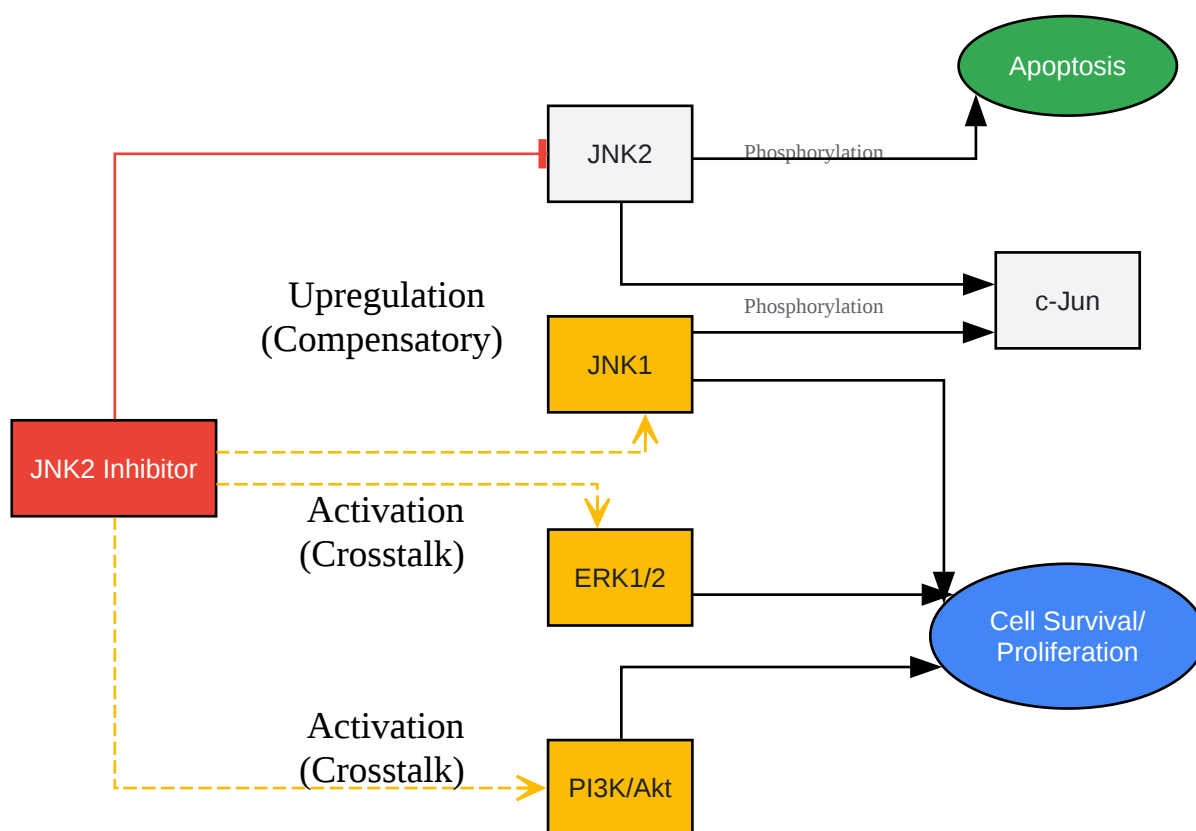 Apoptosis
JNK2
Phosphorylation
Upregulation
(Compensatory)
Phosphorylation
c-Jun
JNK1
JNK2 Inhibitor
Activation
(Crosstalk)
ERK1/2
Cell Survival/
Proliferation
Activation
(Crosstalk)
PI3K/Akt